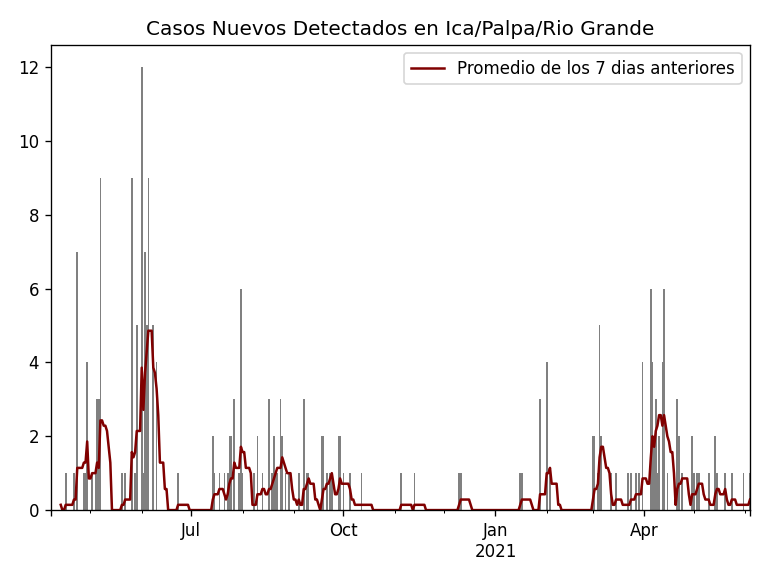 Casos Nuevos Detectados en Ica/Palpa/Rio Grande
Promedio de los 7 dias anteriores
12
10
8
6
4
2
0
Jul
Oct
Jan
2021
Apr